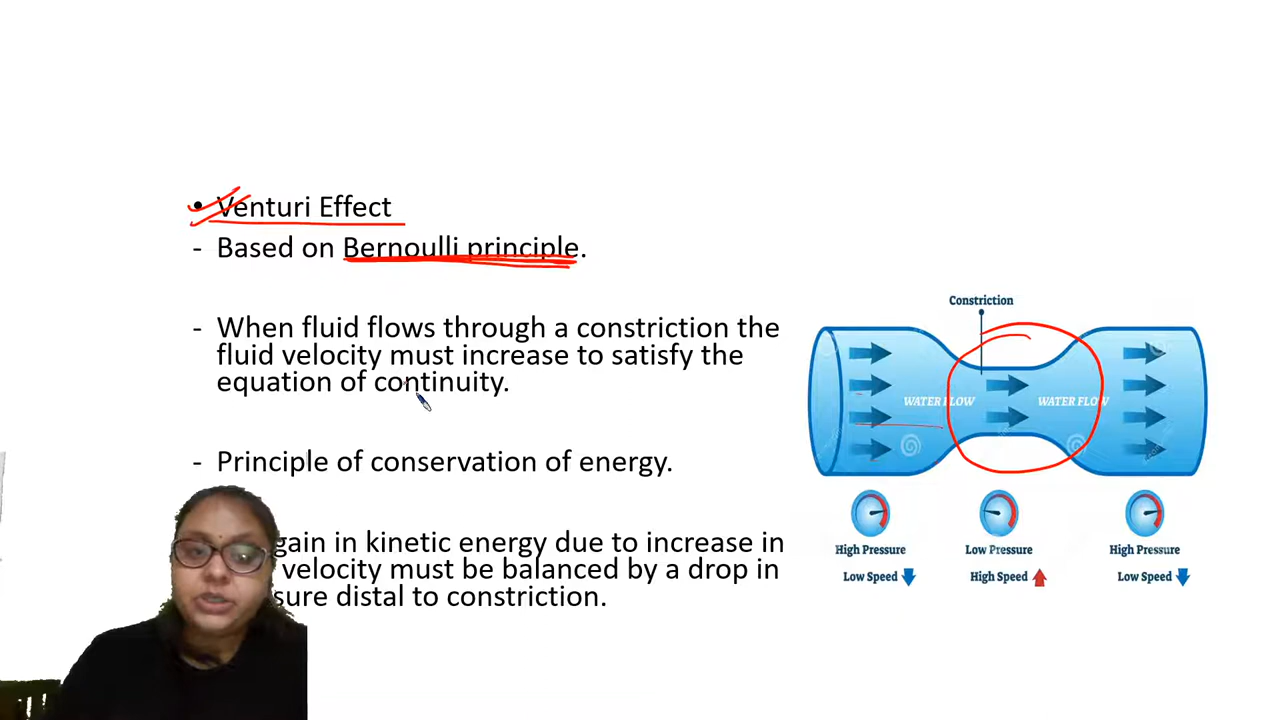 • Venturi Effect
- Based on Bernoulli principle.
- When fluid flows through a constriction the
fluid velocity must increase to satisfy the
equation of continuity.
- Principle of conservation of energy.
gain in kinetic energy due to increase in
velocity must be balanced by a drop in
sure distal to constriction.
Constriction
WATER FLOW
WATER FLOW
High Pressure
Low Pressure
High Pressure
Low Speed
High Speed
Low Speed